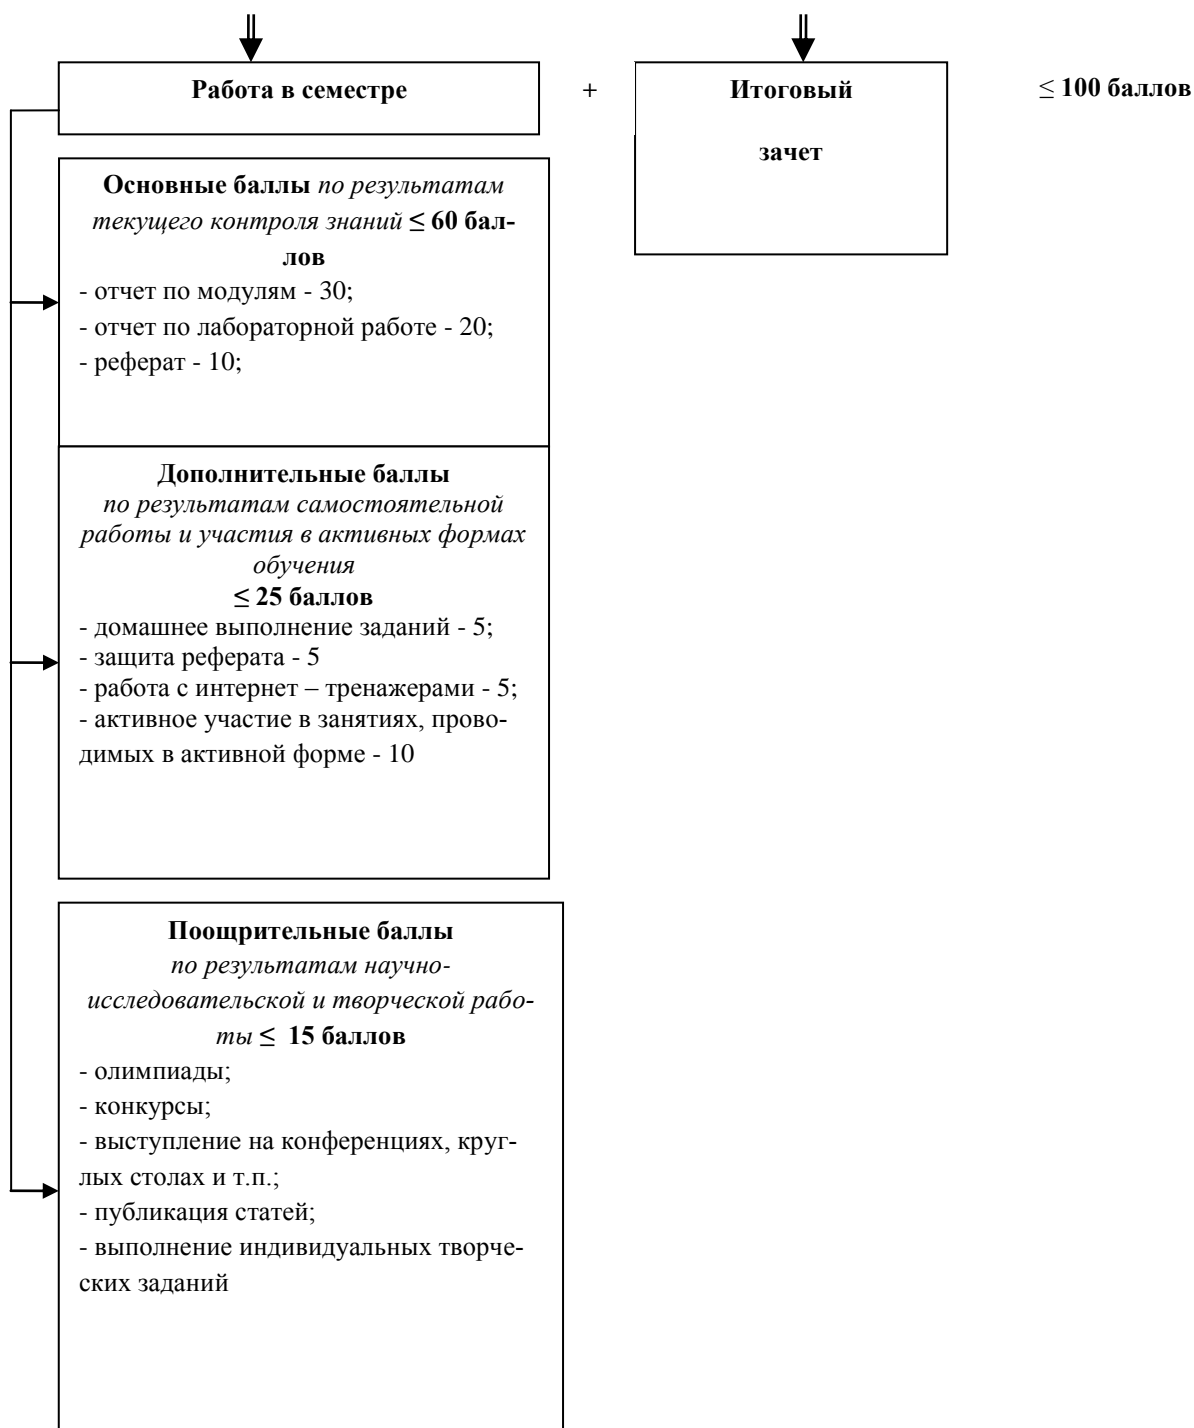 Работа в семестре + Итоговый ≤ 100 баллов
зачет
Основные баллы по результатам
текущего контроля знаний ≤ 60 бал-
лов
- отчет по модулям - 30;
- отчет по лабораторной работе - 20;
- реферат - 10;
Дополнительные баллы
по результатам самостоятельной
работы и участия в активных формах
обучения
≤ 25 баллов
- домашнее выполнение заданий - 5;
- защита реферата - 5
- работа с интернет – тренажерами - 5;
- активное участие в занятиях, прово-
димых в активной форме - 10
Поощрительные баллы
по результатам научно-
исследовательской и творческой рабо-
ты ≤ 15 баллов
- олимпиады;
- конкурсы;
- выступление на конференциях, круг-
лых столах и т.п.;
- публикация статей;
- выполнение индивидуальных творче-
ских заданий